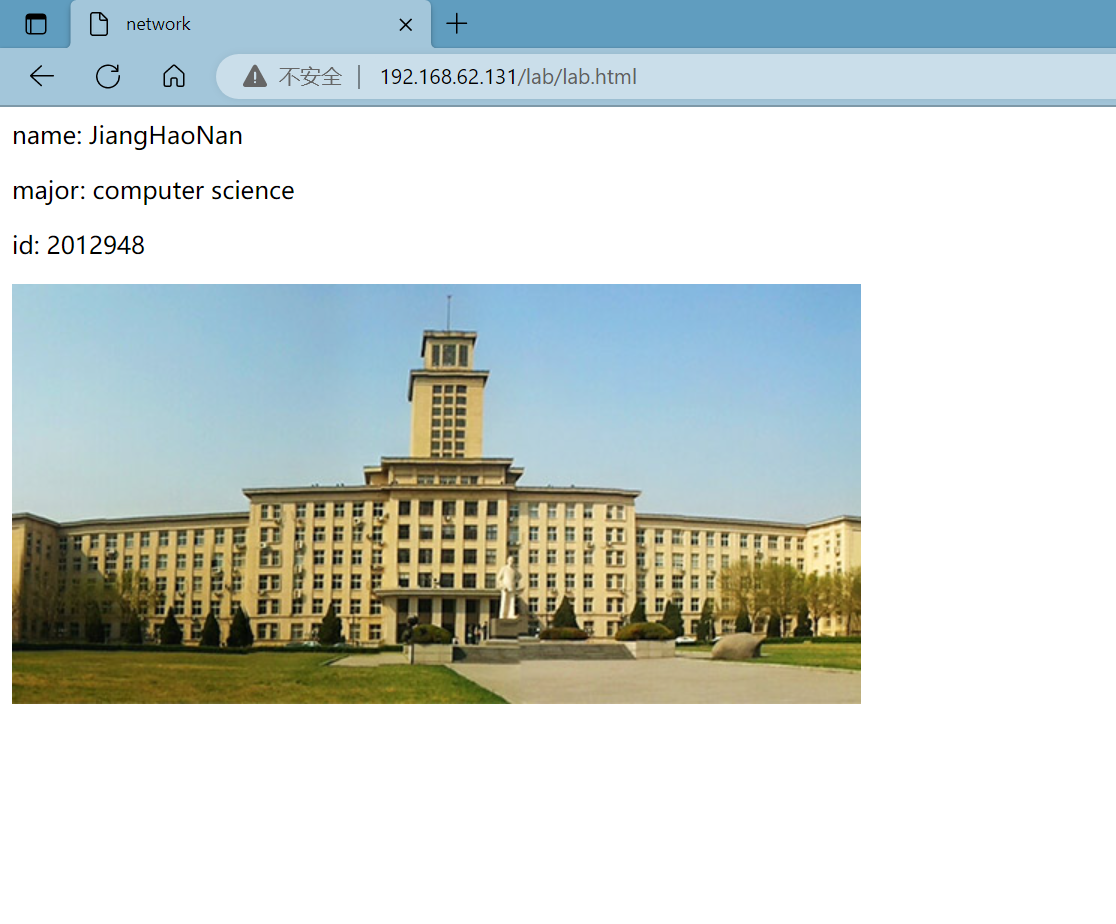 network
不安全 | 192.168.62.131/lab/lab.html
name: JiangHaoNan
major: computer science
id: 2012948